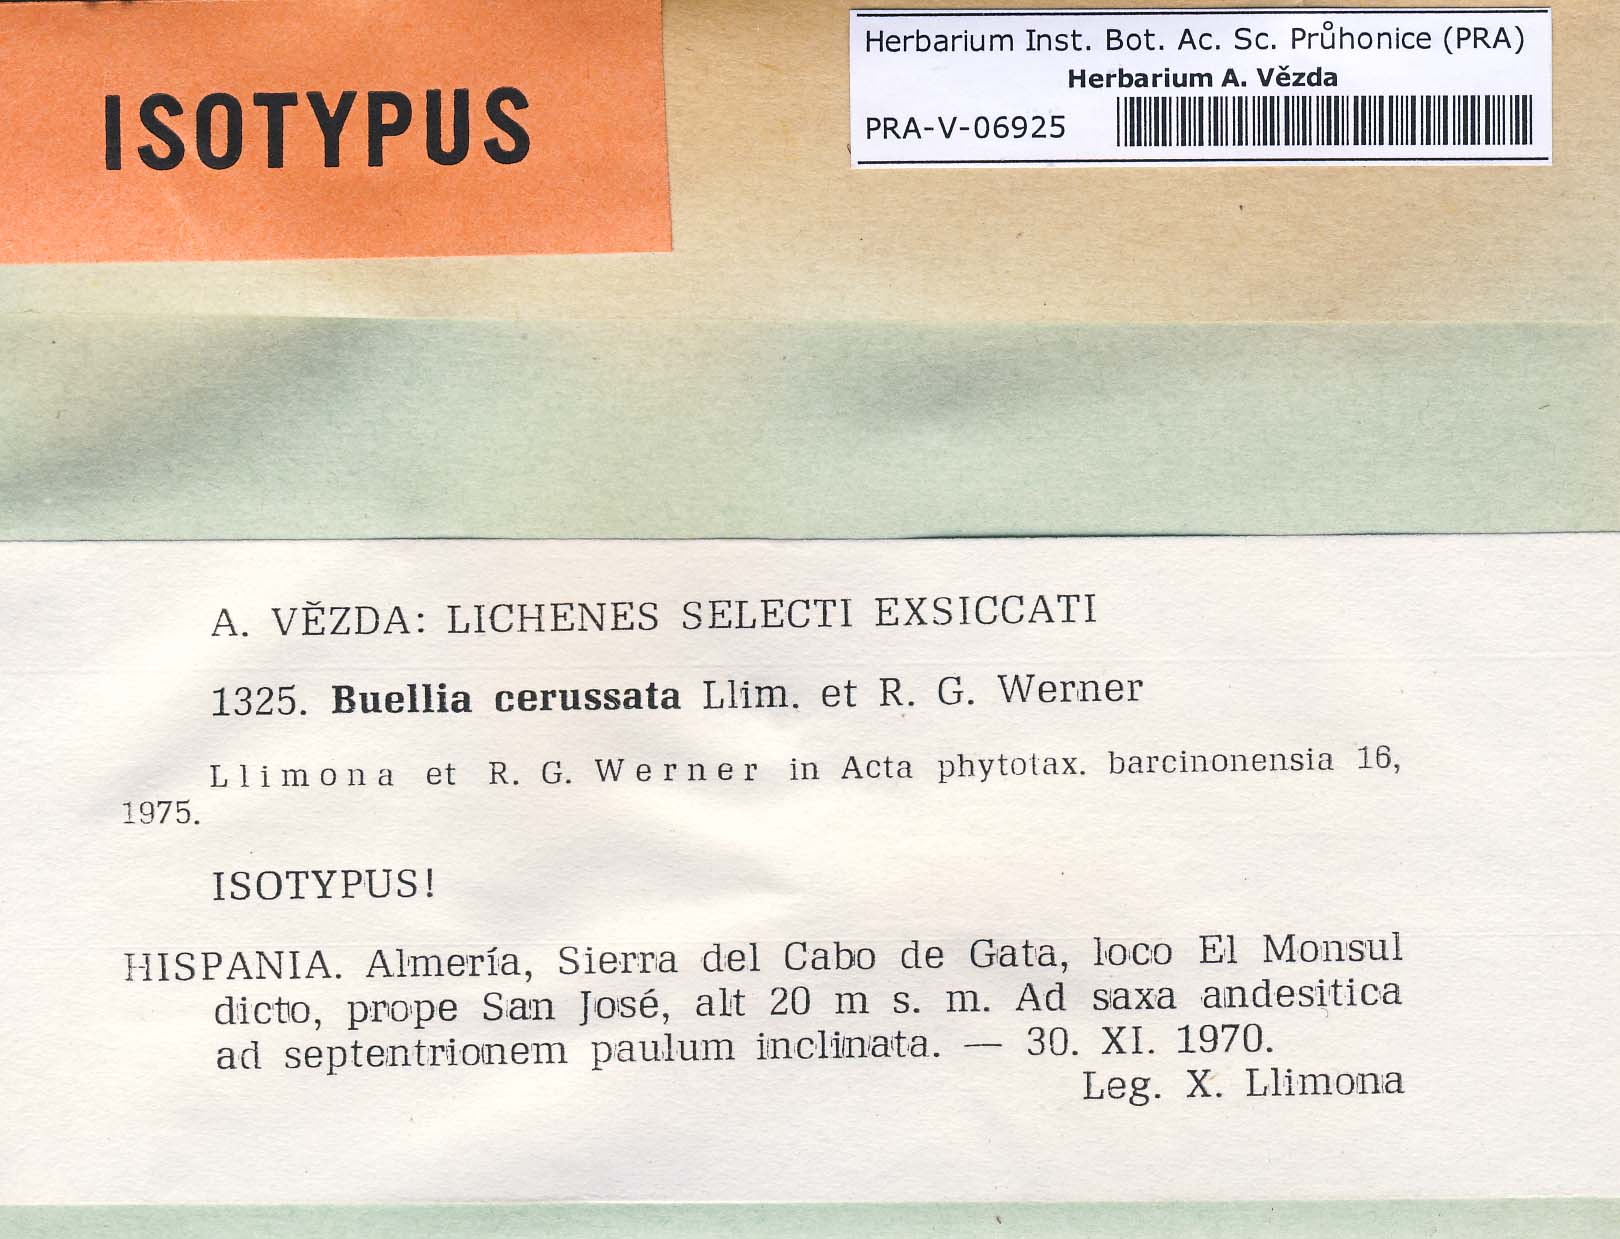 ISOTYPUS
Herbarium Inst. Bot. Ac. Sc. Průhonice (PRA)
Herbarium A. Vězda
PRA-V-06925
A. VĚZDA: LICHENES SELECTI EXSICCATI
1325. Buellia cerussata Llim. et R. G. Werner
Llimona et R. G. Werner in Acta phytotax. barcinonensia 16,
1975.
ISOTYPUS!
HISPANIA. Almería, Sierra del Cabo de Gata, loco El Monsul
dicto, prope San José, alt 20 m s. m. Ad saxa andesitica
ad septentrionem paulum inclinata. — 30. XI. 1970.
Leg. X. Llimona